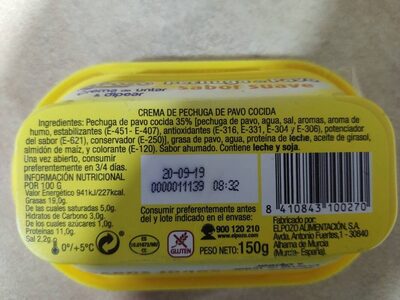 Crema de untar
& dipear
CREMA DE PECHUGA DE PAVO COCIDA
Ingredientes: Pechuga de pavo cocida 35% [pechuga de pavo, agua, sal, aromas, aroma de
humo, estabilizantes (E-451- E-407), antioxidantes (E-316, E-331, E-304 y E-306), potenciador
del sabor (E-621), conservador (E-250)], grasa de pavo, agua, proteína de leche, aceite de girasol,
almidón de maíz, y colorante (E-120). Sabor ahumado. Contiene leche y soja.
Una vez abierto, consumir
preferentemente en 3/4 días.
INFORMACIÓN NUTRICIONAL
POR 100 G
Valor Energético 941KJ/227kcal.
Grasas 19,0g.
De las cuales saturadas 5,0g.
Hidratos de Carbono 3,0g.
De los cuales azúcares 1,0g.
Proteínas 11,0g.
Sal 2,2g
0°/+5°C
20-09-19
0000011139 08:32
Consumir preferentemente antes
del y lote indicado en el envase:
ES
10.01472/MU
CE
SIN GLUTEN
900 120 210
www.elpozo.com
PESO NETO: 150g
8 410843 100270
Fabricado por:
ELPOZO ALIMENTACIÓN, S.A.
Avda. Antonio Fuertes, 1 - 30840
Alhama de Murcia
(Murcia- España).